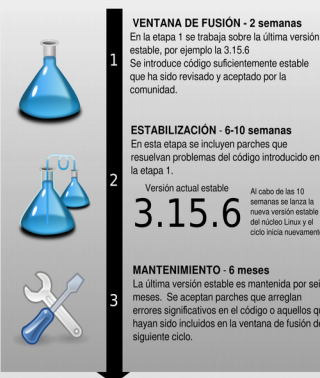 1
VENTANA DE FUSIÓN - 2 semanas
En la etapa 1 se trabaja sobre la última versión
estable, por ejemplo la 3.15.6
Se introduce código suficientemente estable
que ha sido revisado y aceptado por la
comunidad.
2
ESTABILIZACIÓN - 6-10 semanas
En esta etapa se incluyen parches que
resuelvan problemas del código introducido en
la etapa 1.
Versión actual estable
3.15.6
Al cabo de las 10
semanas se lanza la
nueva versión estable
del núcleo Linux y el
ciclo inicia nuevamente
3
MANTENIMIENTO - 6 meses
La última versión estable es mantenida por seis
meses. Se aceptan parches que arreglan
errores significativos en el código o aquellos que
hayan sido incluidos en la ventana de fusión del
siguiente ciclo.